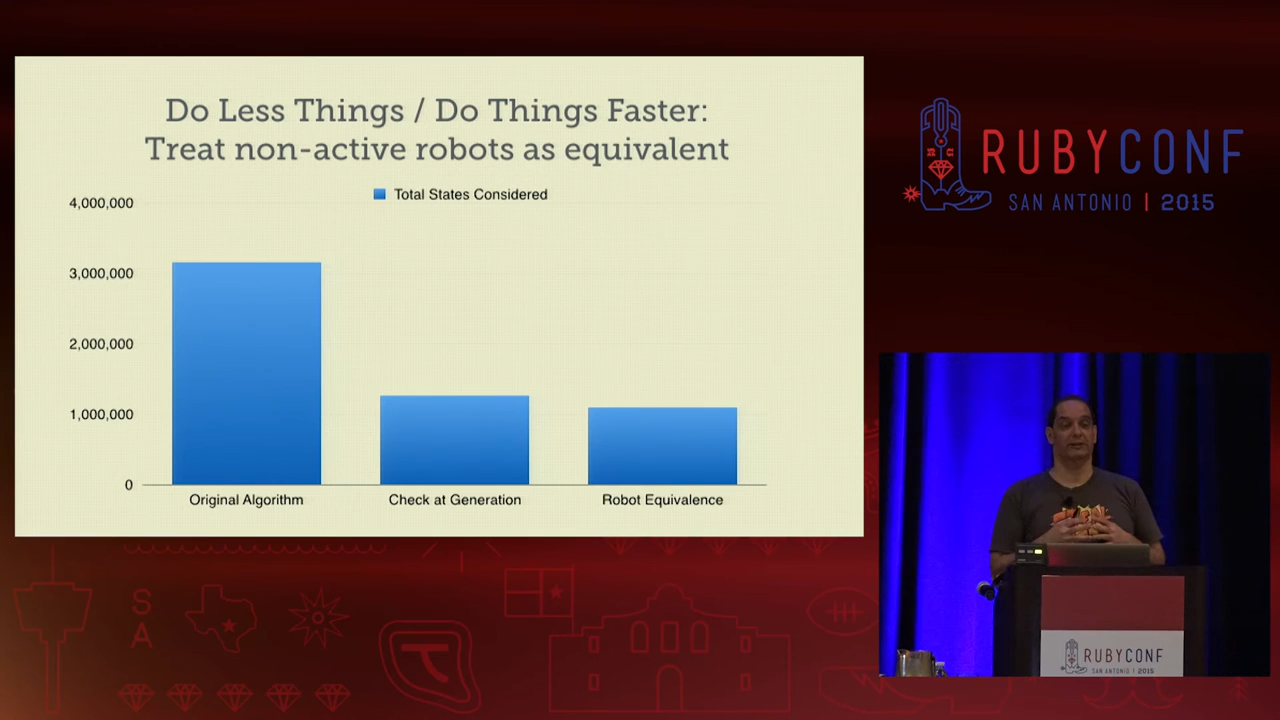 Do Less Things / Do Things Faster:
Treat non-active robots as equivalent
Total States Considered
4,000,000
3,000,000
2,000,000
1,000,000
0
Original Algorithm
Check at Generation
Robot Equivalence
RUBYCONF
SAN ANTONIO | 2015
S
A
RUBYCONF
SAN ANTONIO | 2015